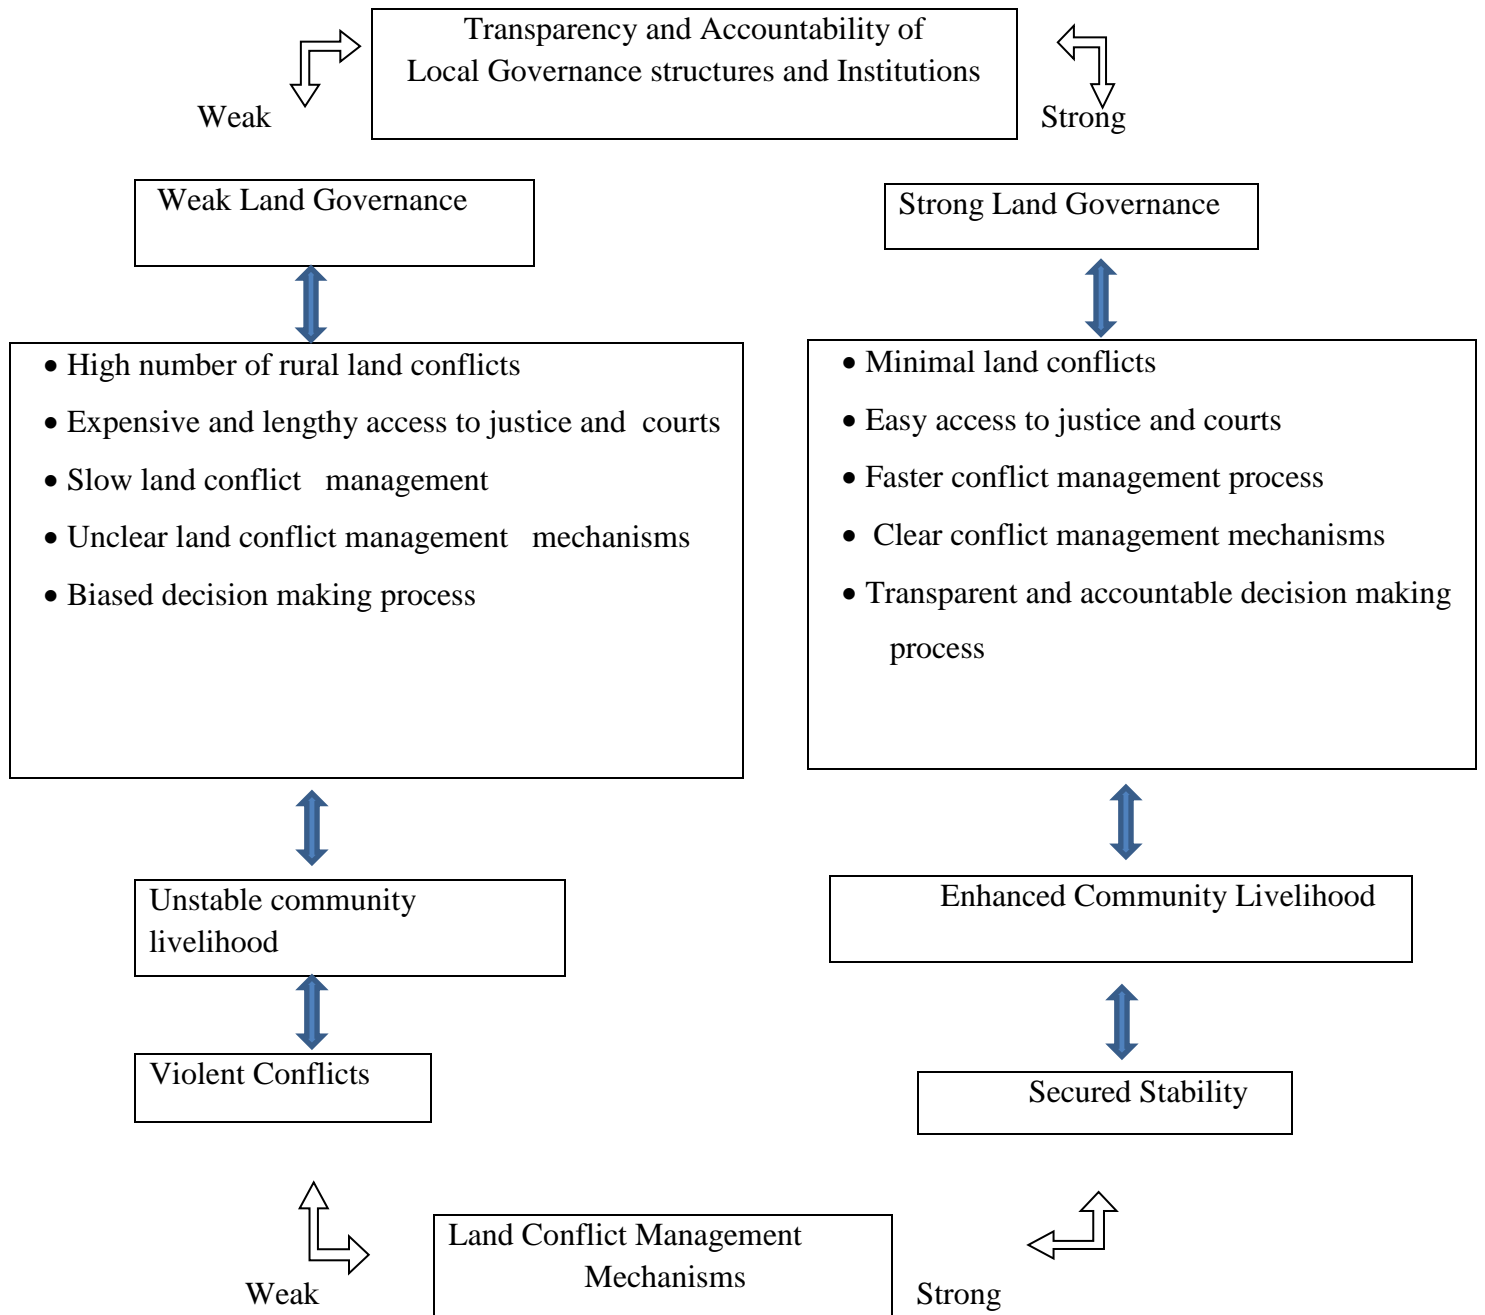 Transparency and Accountability of
Local Governance structures and Institutions
Weak
Strong
Weak Land Governance
Strong Land Governance
• High number of rural land conflicts
• Expensive and lengthy access to justice and courts
• Slow land conflict management
• Unclear land conflict management mechanisms
• Biased decision making process
• Minimal land conflicts
• Easy access to justice and courts
• Faster conflict management process
• Clear conflict management mechanisms
• Transparent and accountable decision making
process
Unstable community
livelihood
Enhanced Community Livelihood
Violent Conflicts
Secured Stability
Land Conflict Management
Mechanisms
Weak
Strong